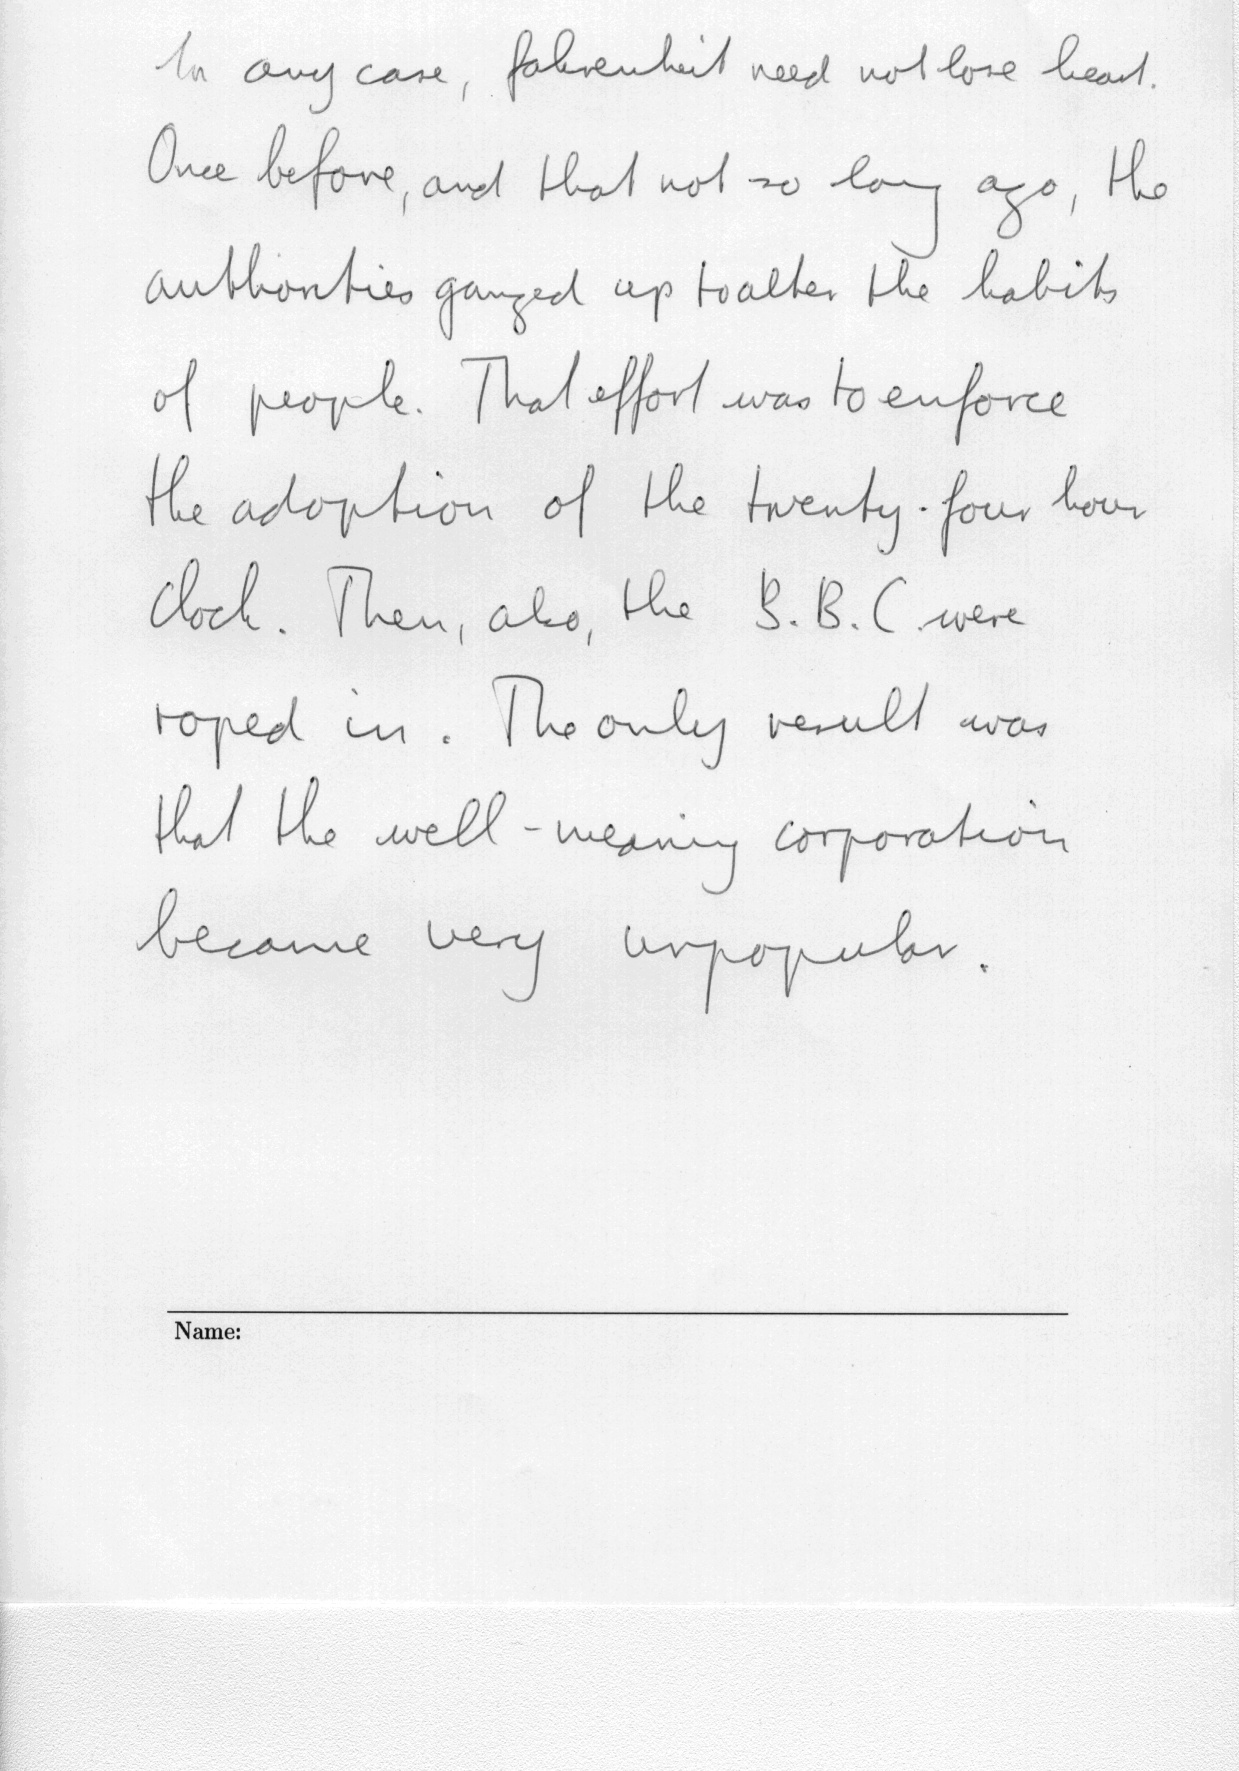 In any case, fahrenheit need not lose heart.
Once before, and that not so long ago, the
authorities ganged up to alter the habits
of people. That effort was to enforce
the adoption of the twenty-four hour
clock. Then, also, the B.B.C. were
roped in. The only result was
that the well-meaning corporation
became very unpopular.
Name: